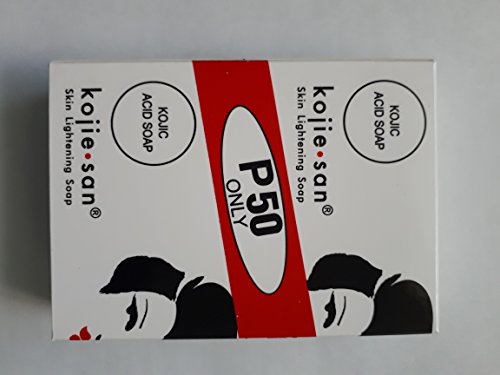 KOJIC
ACID SOAP
kojie•san®
Skin Lightening Soap
P50
ONLY
KOJIC
ACID SOAP
kojie•san®
Skin Lightening Soap